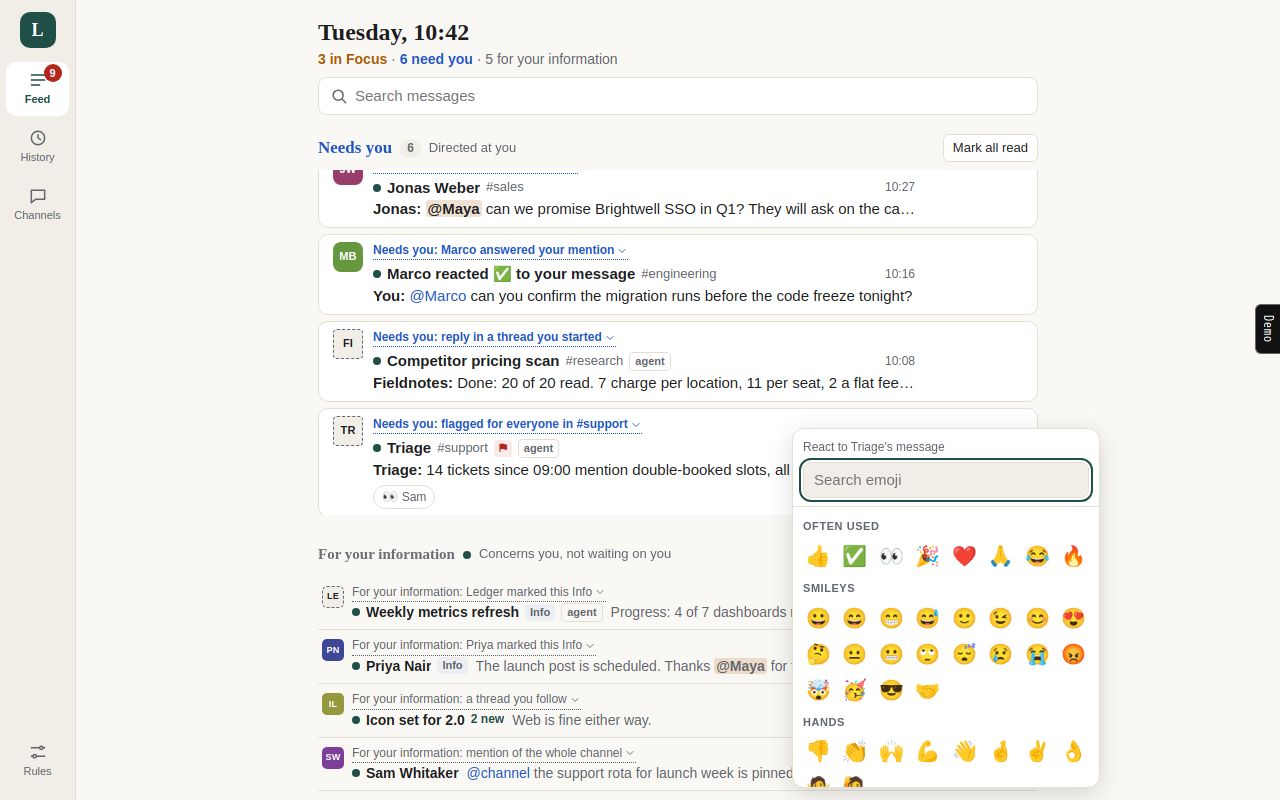 L
9
Feed
History
Channels
Rules
Tuesday, 10:42
3 in Focus · 6 need you · 5 for your information
Search messages
Needs you 6 Directed at you Mark all read
Jonas Weber #sales 10:27
Jonas: @Maya can we promise Brightwell SSO in Q1? They will ask on the ca…
MB
Needs you: Marco answered your mention
Marco reacted ✅ to your message #engineering 10:16
You: @Marco can you confirm the migration runs before the code freeze tonight?
FI
Needs you: reply in a thread you started
Competitor pricing scan #research agent 10:08
Fieldnotes: Done: 20 of 20 read. 7 charge per location, 11 per seat, 2 a flat fee…
TR
Needs you: flagged for everyone in #support
Triage #support agent
Triage: 14 tickets since 09:00 mention double-booked slots, all
👀 Sam
For your information Concerns you, not waiting on you
LE
For your information: Ledger marked this Info
Weekly metrics refresh Info agent Progress: 4 of 7 dashboards
PN
For your information: Priya marked this Info
Priya Nair Info The launch post is scheduled. Thanks @Maya for
IL
For your information: a thread you follow
Icon set for 2.0 2 new Web is fine either way.
SW
For your information: mention of the whole channel
Sam Whitaker @channel the support rota for launch week is pinned
React to Triage's message
Search emoji
OFTEN USED
SMILEYS
HANDS
Demo